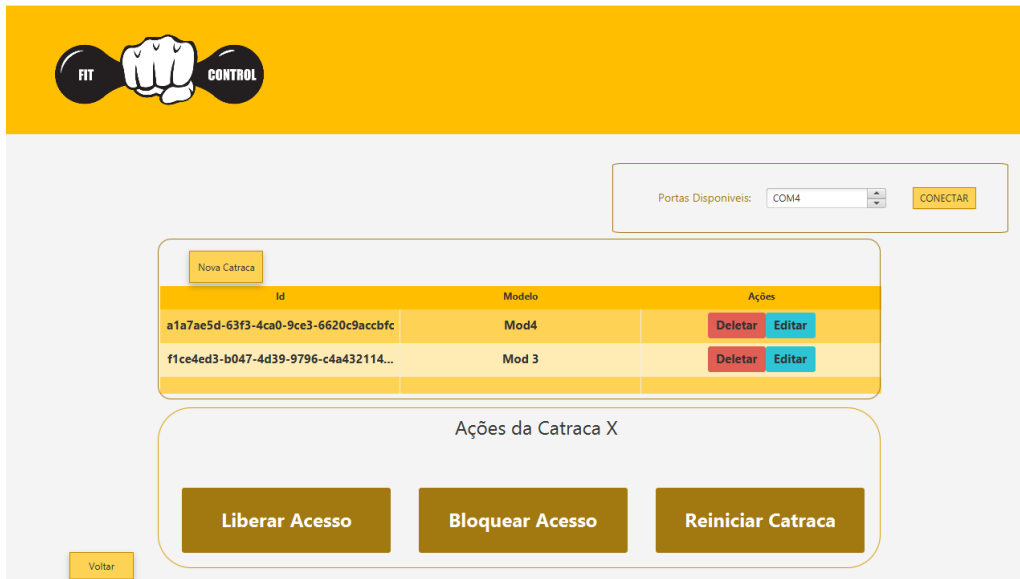 FIT CONTROL
Portas Disponiveis: COM4 CONECTAR
Nova Catraca
Id Modelo Ações
a1a7ae5d-63f3-4ca0-9ce3-6620c9accbfc Mod4 Deletar Editar
f1ce4ed3-b047-4d39-9796-c4a432114... Mod 3 Deletar Editar
Ações da Catraca X
Liberar Acesso Bloquear Acesso Reiniciar Catraca
Voltar